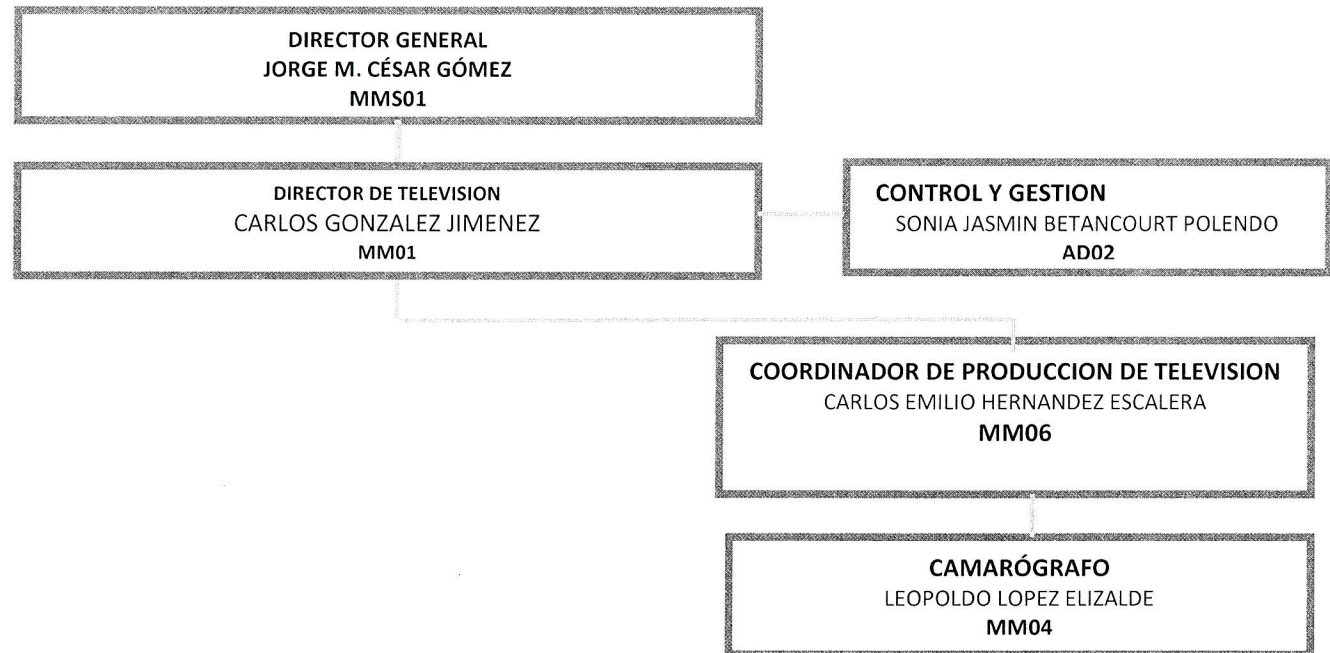 DIRECTOR GENERAL
JORGE M. CÉSAR GÓMEZ
MMS01
DIRECTOR DE TELEVISION
CARLOS GONZALEZ JIMENEZ
MM01
CONTROL Y GESTION
SONIA JASMIN BETANCOURT POLENDO
AD02
COORDINADOR DE PRODUCCION DE TELEVISION
CARLOS EMILIO HERNANDEZ ESCALERA
MM06
CAMARÓGRAFO
LEOPOLDO LOPEZ ELIZALDE
MM04